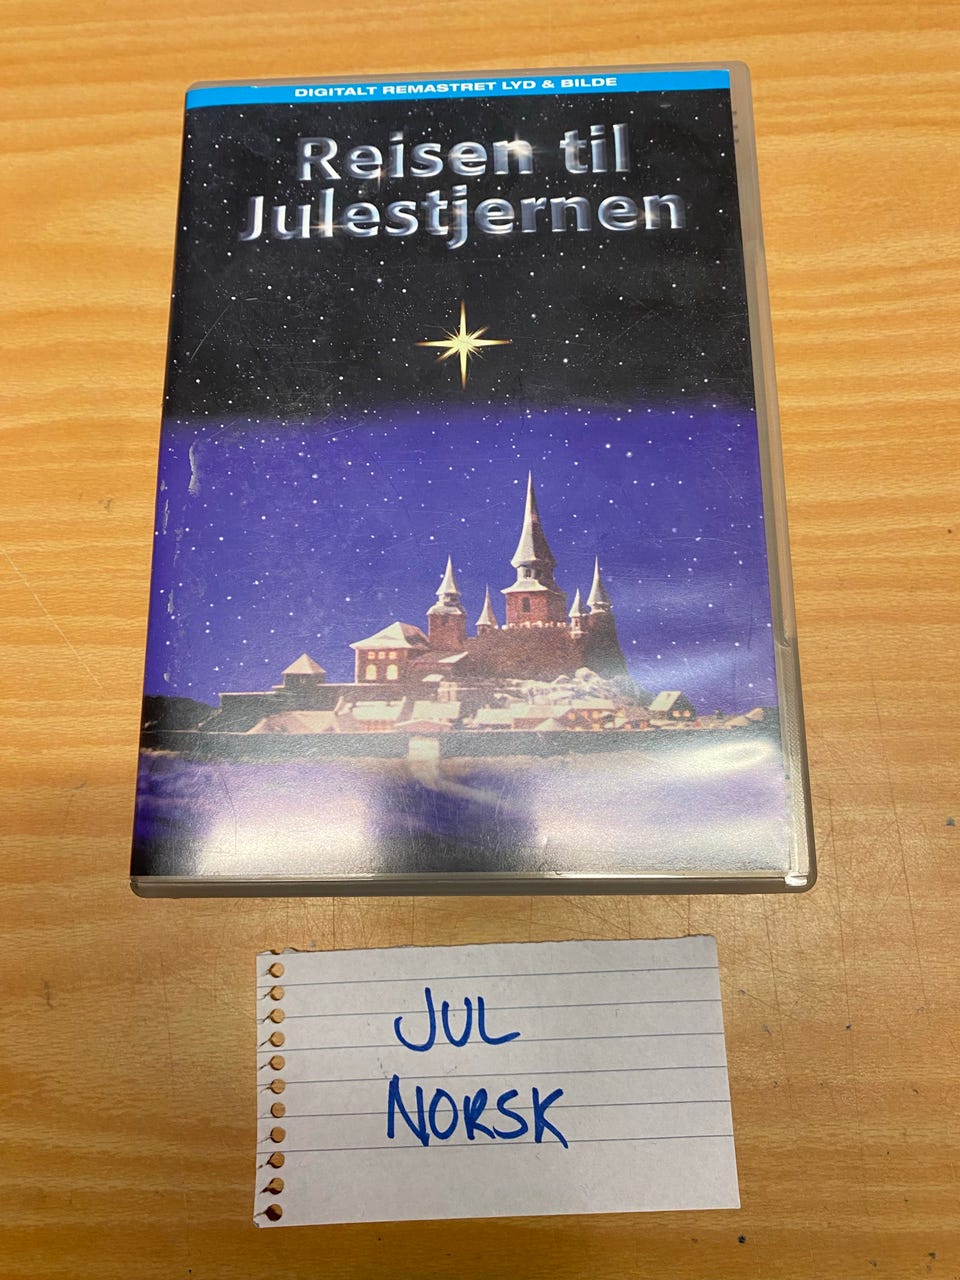 DIGITALT REMASTRET LYD & BILDE
Reisen til
Julestjernen
JUL
NORSK